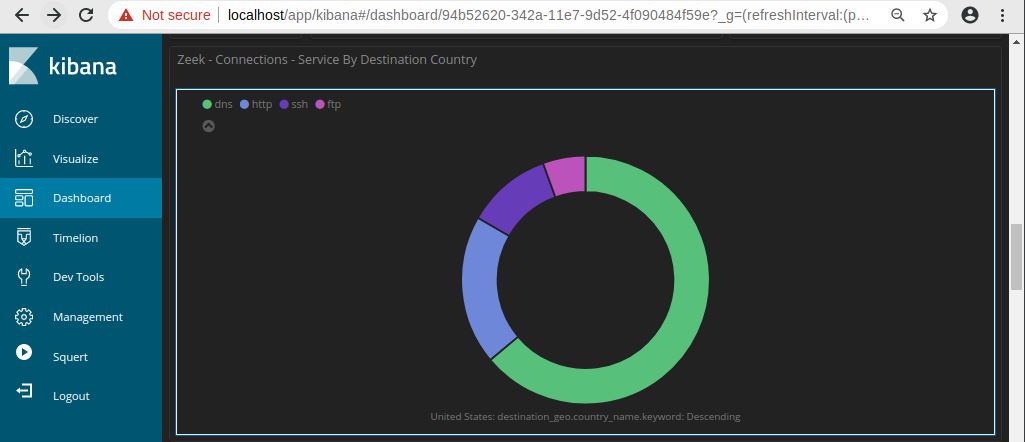 Not secure localhost/app/kibana#/dashboard/94b52620-342a-11e7-9d52-4f090484f59e?_g=(refreshInterval:(p...
kibana
Discover
Visualize
Dashboard
Timelion
Dev Tools
Management
Squert
Logout
Zeek - Connections - Service By Destination Country
dns http ssh ftp
United States: destination_geo.country_name.keyword: Descending